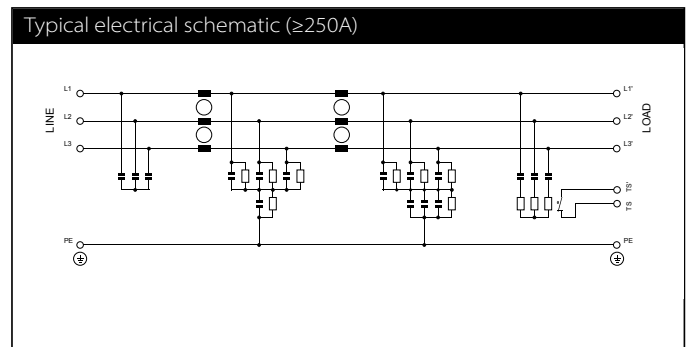 Typical electrical schematic (≥250A)
L1
L1'
LINE
L2
L2'
LOAD
L3
L3'
TS'
TS
PE
PE